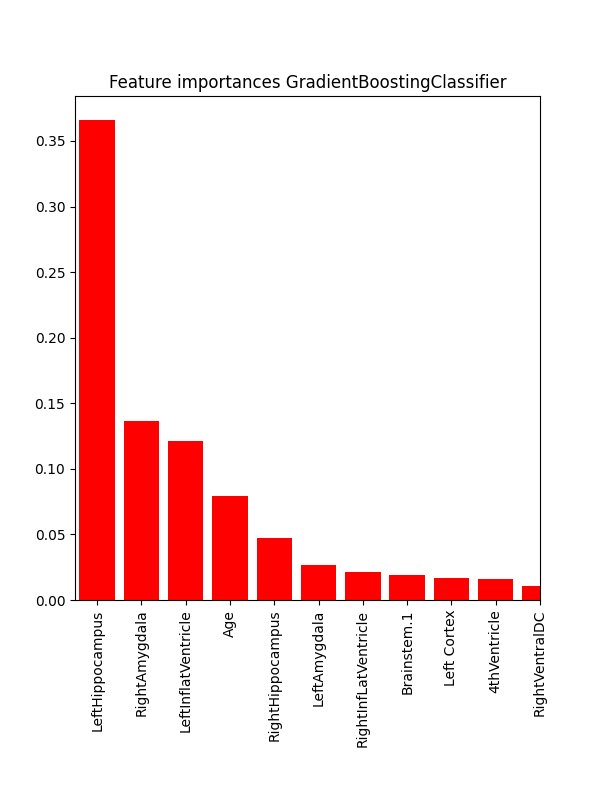 Feature importances GradientBoostingClassifier
0.35
0.30
0.25
0.20
0.15
0.10
0.05
0.00
LeftHippocampus
RightAmygdala
LeftInflatVentricle
Age
RightHippocampus
LeftAmygdala
RightInfLatVentricle
Brainstem.1
Left Cortex
4thVentricle
RightVentralDC